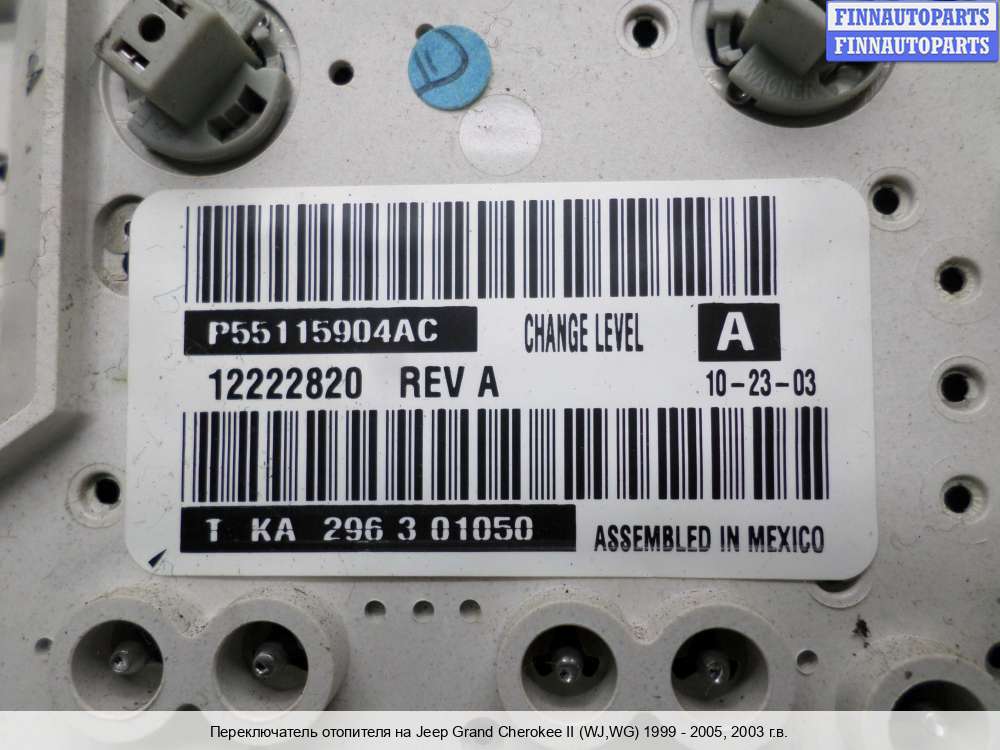 FINNAUTOPARTS
FINNAUTOPARTS
D
WAGNER
P55115904AC CHANGE LEVEL A
12222820 REV A 10-23-03
T KA 296 3 01050 ASSEMBLED IN MEXICO
Переключатель отопителя на Jeep Grand Cherokee II (WJ,WG) 1999 - 2005, 2003 г.в.